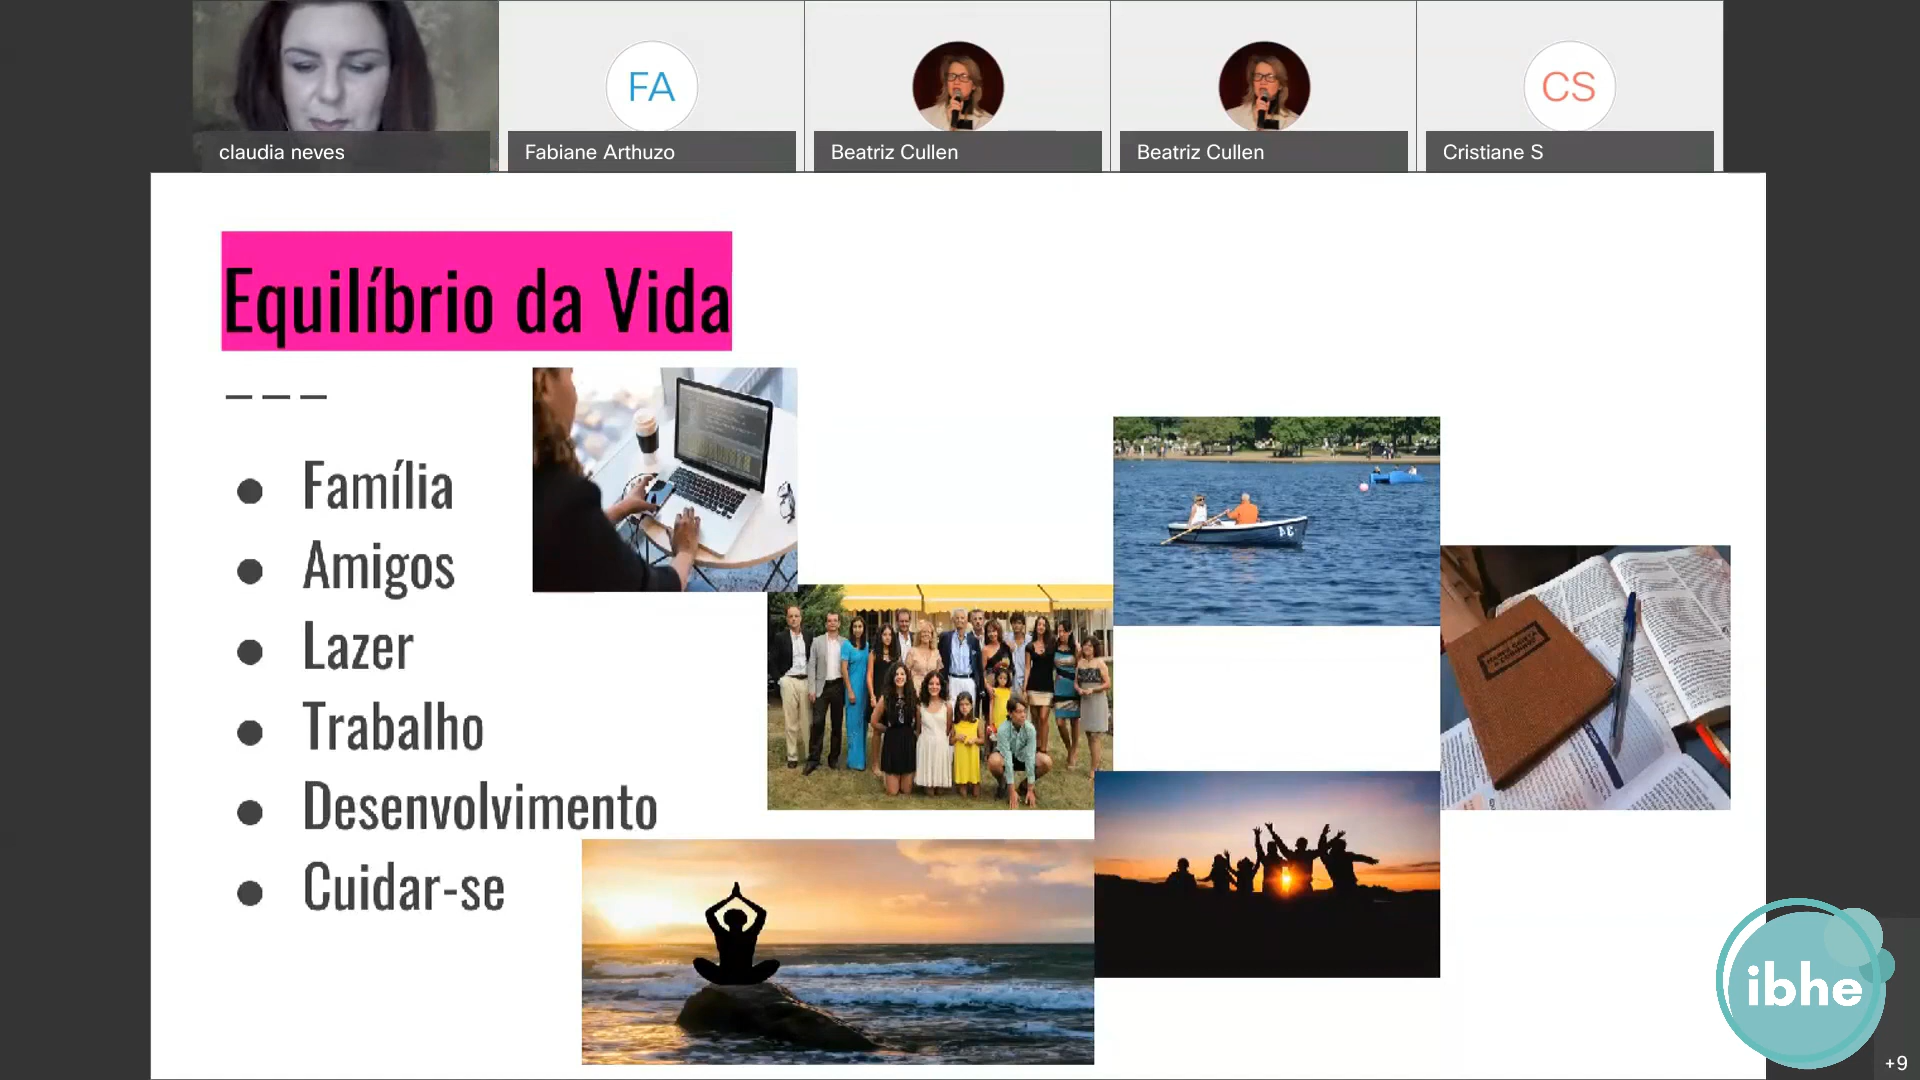 FA
CS
claudia neves
Fabiane Arthuzo
Beatriz Cullen
Beatriz Cullen
Cristiane S
Equilíbrio da Vida
Família
Amigos
Lazer
Trabalho
Desenvolvimento
Cuidar-se
ibhe
+9